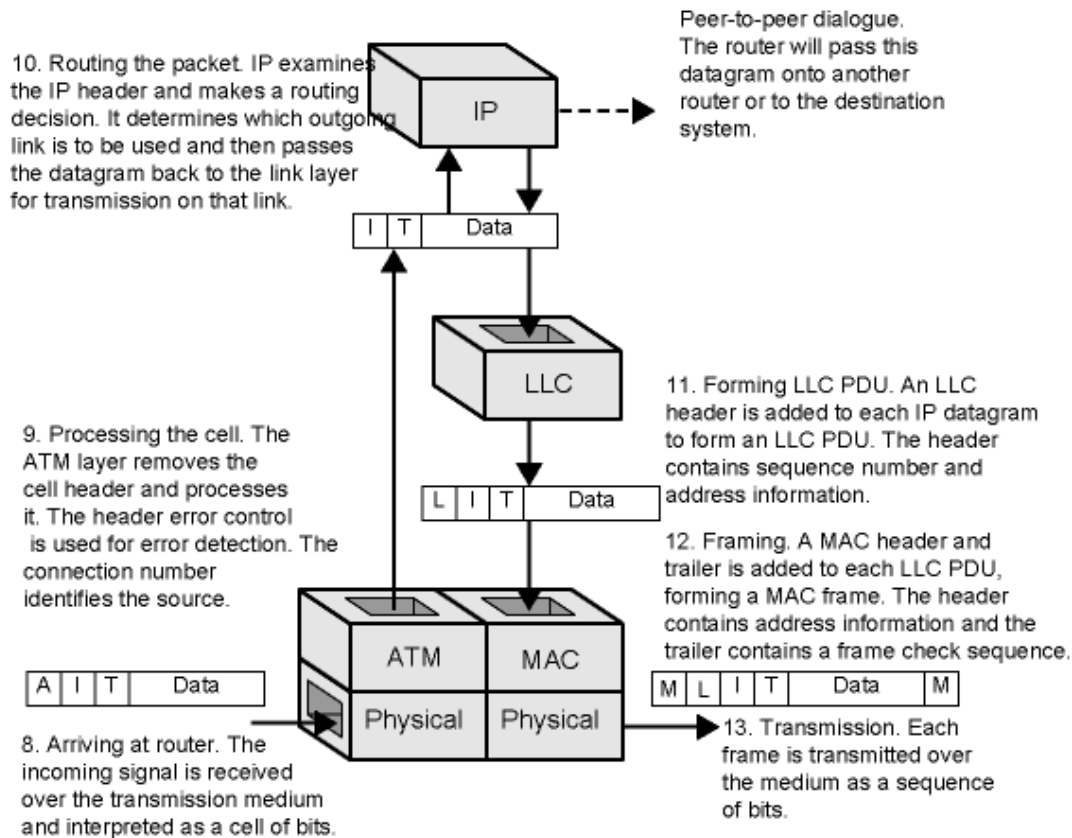 Peer-to-peer dialogue.
The router will pass this
datagram onto another
router or to the destination
system.
10. Routing the packet. IP examines
the IP header and makes a routing
decision. It determines which outgoing
link is to be used and then passes
the datagram back to the link layer
for transmission on that link.
IP
I T Data
LLC
11. Forming LLC PDU. An LLC
header is added to each IP datagram
to form an LLC PDU. The header
contains sequence number and
address information.
9. Processing the cell. The
ATM layer removes the
cell header and processes
it. The header error control
is used for error detection. The
connection number
identifies the source.
L I T Data
12. Framing. A MAC header and
trailer is added to each LLC PDU,
forming a MAC frame. The header
contains address information and the
trailer contains a frame check sequence.
ATM MAC
A I T Data
M L I T Data M
Physical Physical
8. Arriving at router. The
incoming signal is received
over the transmission medium
and interpreted as a cell of bits.
13. Transmission. Each
frame is transmitted over
the medium as a sequence
of bits.